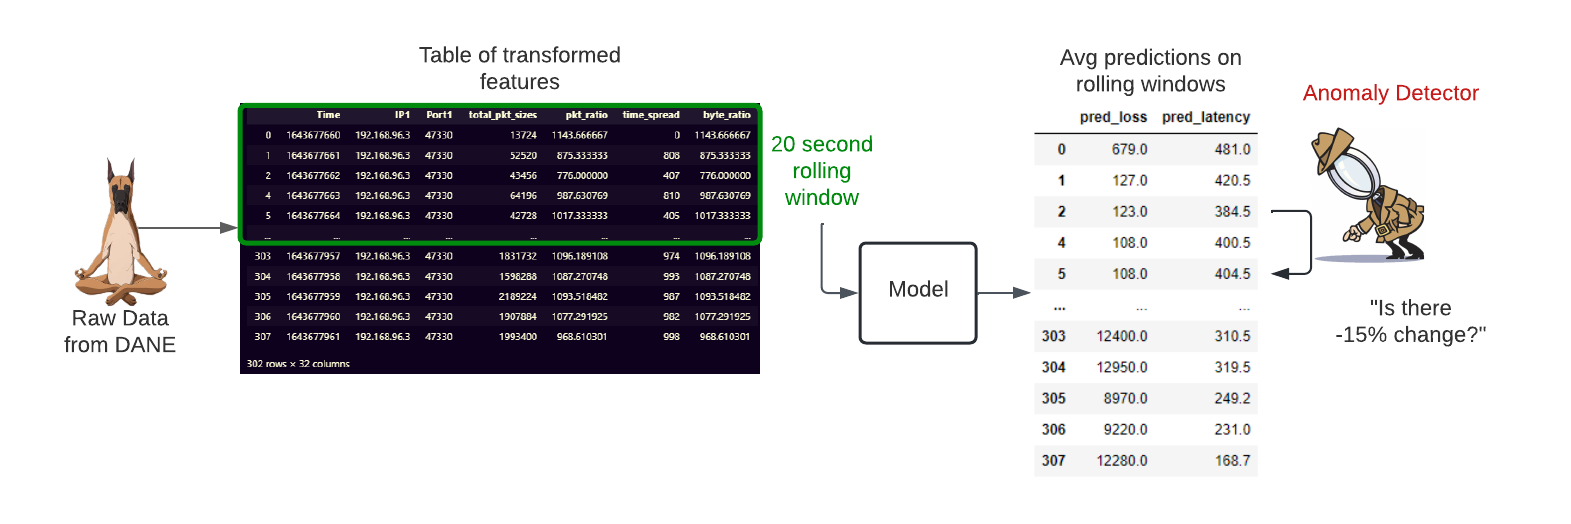 Table of transformed
features
Time IP1 Port1 total_pkt_sizes pkt_ratio time_spread byte_ratio
0 1643677660 192.168.96.3 47330 13724 1143.666667 0 1143.666667
1 1643677661 192.168.96.3 47330 52520 875.333333 808 875.333333
2 1643677662 192.168.96.3 47330 43456 776.000000 407 776.000000
4 1643677663 192.168.96.3 47330 64196 987.630769 810 987.630769
5 1643677664 192.168.96.3 47330 42728 1017.333333 405 1017.333333
... ... ... ... ... ... ... ...
303 1643677957 192.168.96.3 47330 1831732 1096.189108 974 1096.189108
304 1643677958 192.168.96.3 47330 1598288 1087.270748 993 1087.270748
305 1643677959 192.168.96.3 47330 2189224 1093.518482 987 1093.518482
306 1643677960 192.168.96.3 47330 1907884 1077.291925 982 1077.291925
307 1643677961 192.168.96.3 47330 1993400 968.610301 998 968.610301
302 rows × 32 columns
Raw Data
from DANE
20 second
rolling
window
Model
Avg predictions on
rolling windows
pred_loss pred_latency
0 679.0 481.0
1 127.0 420.5
2 123.0 384.5
4 108.0 400.5
5 108.0 404.5
... ... ...
303 12400.0 310.5
304 12950.0 319.5
305 8970.0 249.2
306 9220.0 231.0
307 12280.0 168.7
Anomaly Detector
"Is there
-15% change?"